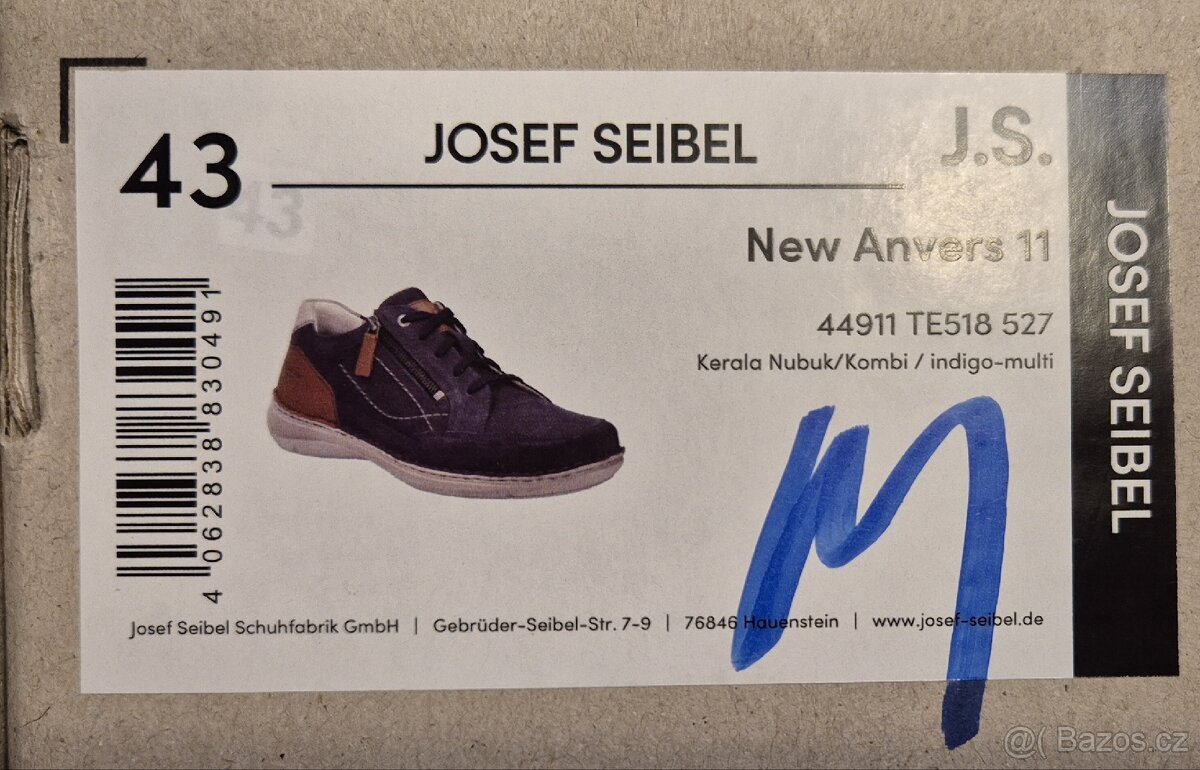 43
JOSEF SEIBEL
J.S.
43
New Anvers 11
44911 TE518 527
Kerala Nubuk/Kombi / indigo-multi
4 062838 830491
M
Josef Seibel Schuhfabrik GmbH | Gebrüder-Seibel-Str. 7-9 | 76846 Hauenstein | www.josef-seibel.de
JOSEF SEIBEL
@( Bazos.cz